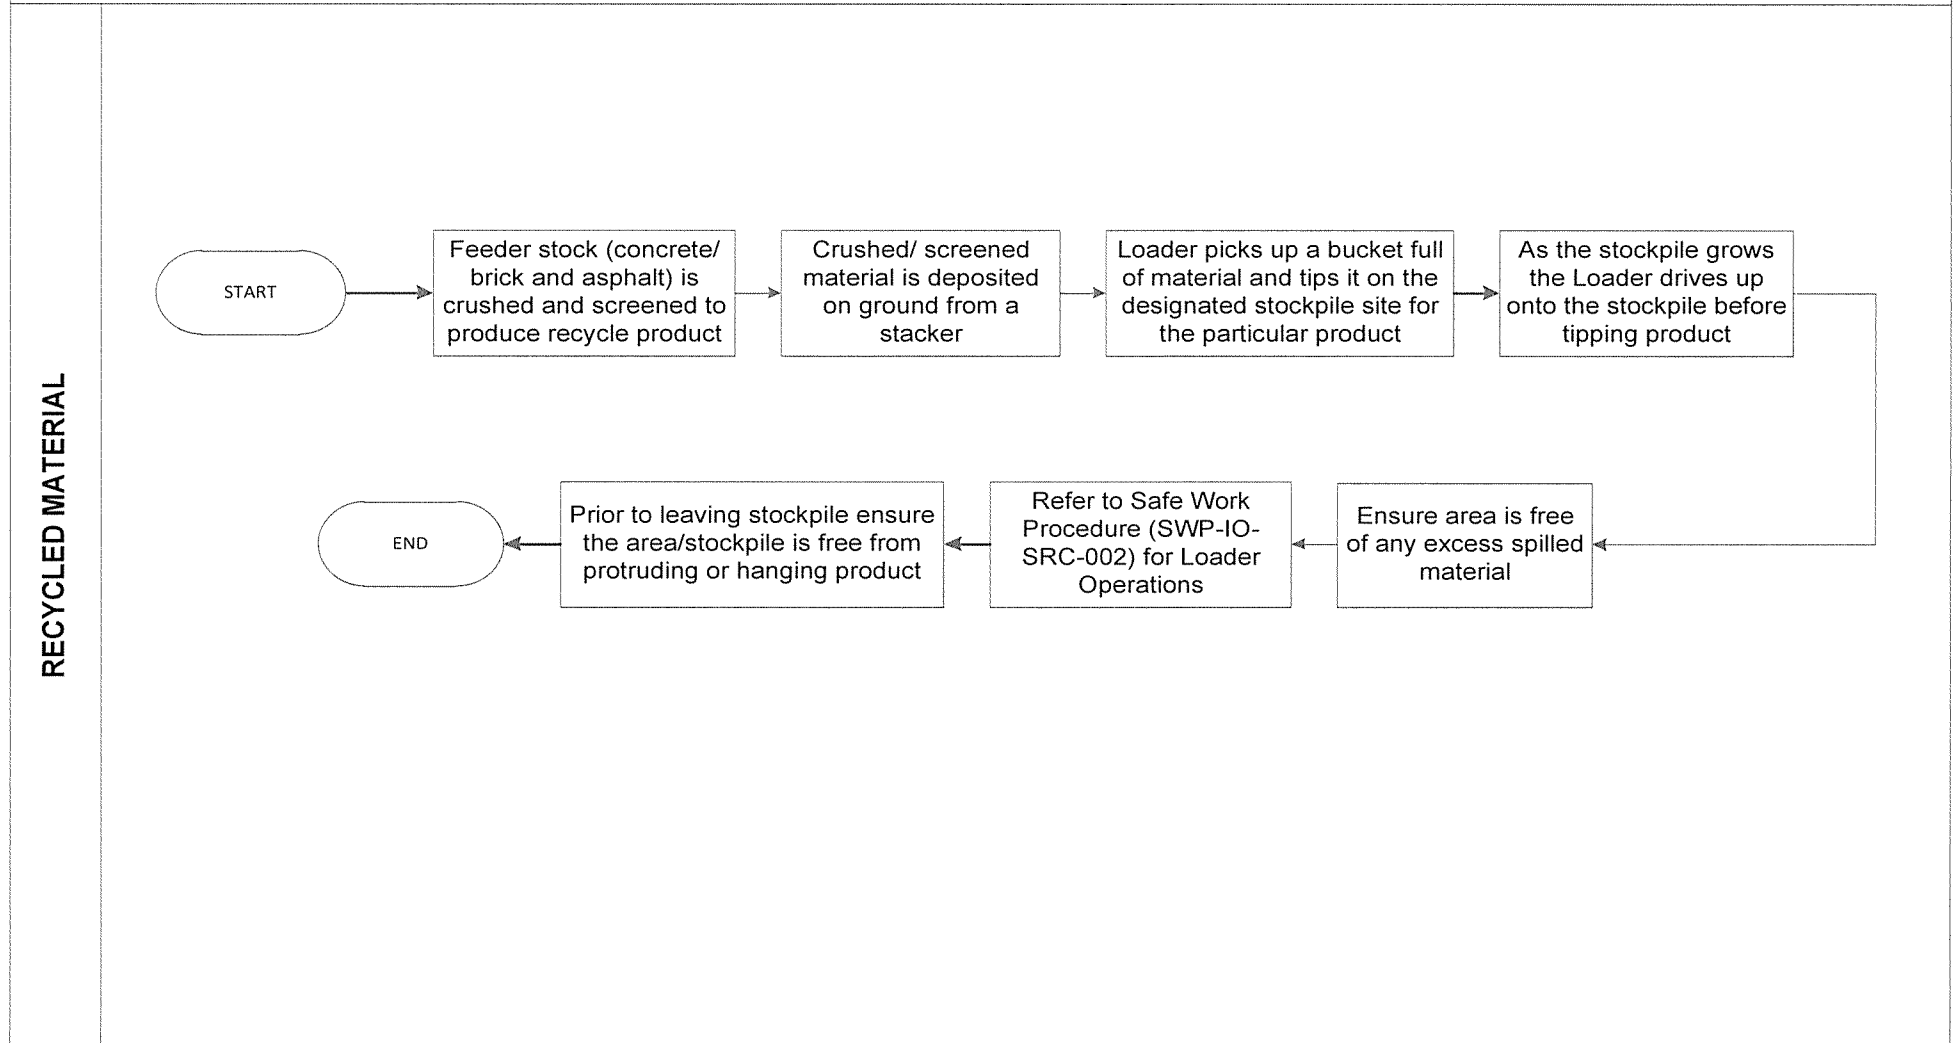 RECYCLED MATERIAL
START
Feeder stock (concrete/
brick and asphalt) is
crushed and screened to
produce recycle product
Crushed/ screened
material is deposited
on ground from a
stacker
Loader picks up a bucket full
of material and tips it on the
designated stockpile site for
the particular product
As the stockpile grows
the Loader drives up
onto the stockpile before
tipping product
Ensure area is free
of any excess spilled
material
Refer to Safe Work
Procedure (SWP-IO-
SRC-002) for Loader
Operations
Prior to leaving stockpile ensure
the area/stockpile is free from
protruding or hanging product
END